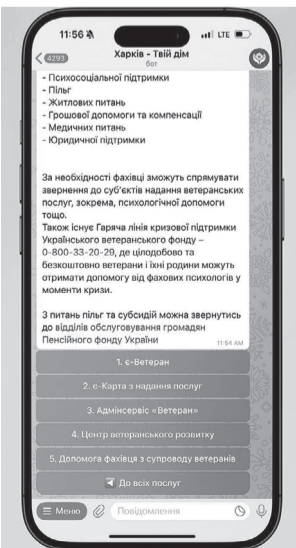 11:56
LTE
4293
Харків - Твій дім
бот
- Психосоціальної підтримки
- Пільг
- Житлових питань
- Грошової допомоги та компенсації
- Медичних питань
- Юридичної підтримки
За необхідності фахівці зможуть спрямувати
звернення до суб'єктів надання ветеранських
послуг, зокрема, психологічної допомоги
тощо.
Також існує Гаряча лінія кризової підтримки
Українського ветеранського фонду –
0-800-33-20-29, де цілодобово та
безкоштовно ветерани і їхні родини можуть
отримати допомогу від фахових психологів у
моменти кризи.
З питань пільг та субсидій можна звернутись
до відділів обслуговування громадян
Пенсійного фонду України
11:54 AM
1. є-Ветеран
2. є-Карта з надання послуг
3. Адмінсервіс «Ветеран»
4. Центр ветеранського розвитку
5. Допомога фахівця з супроводу ветеранів
До всіх послуг
Меню
Повідомлення